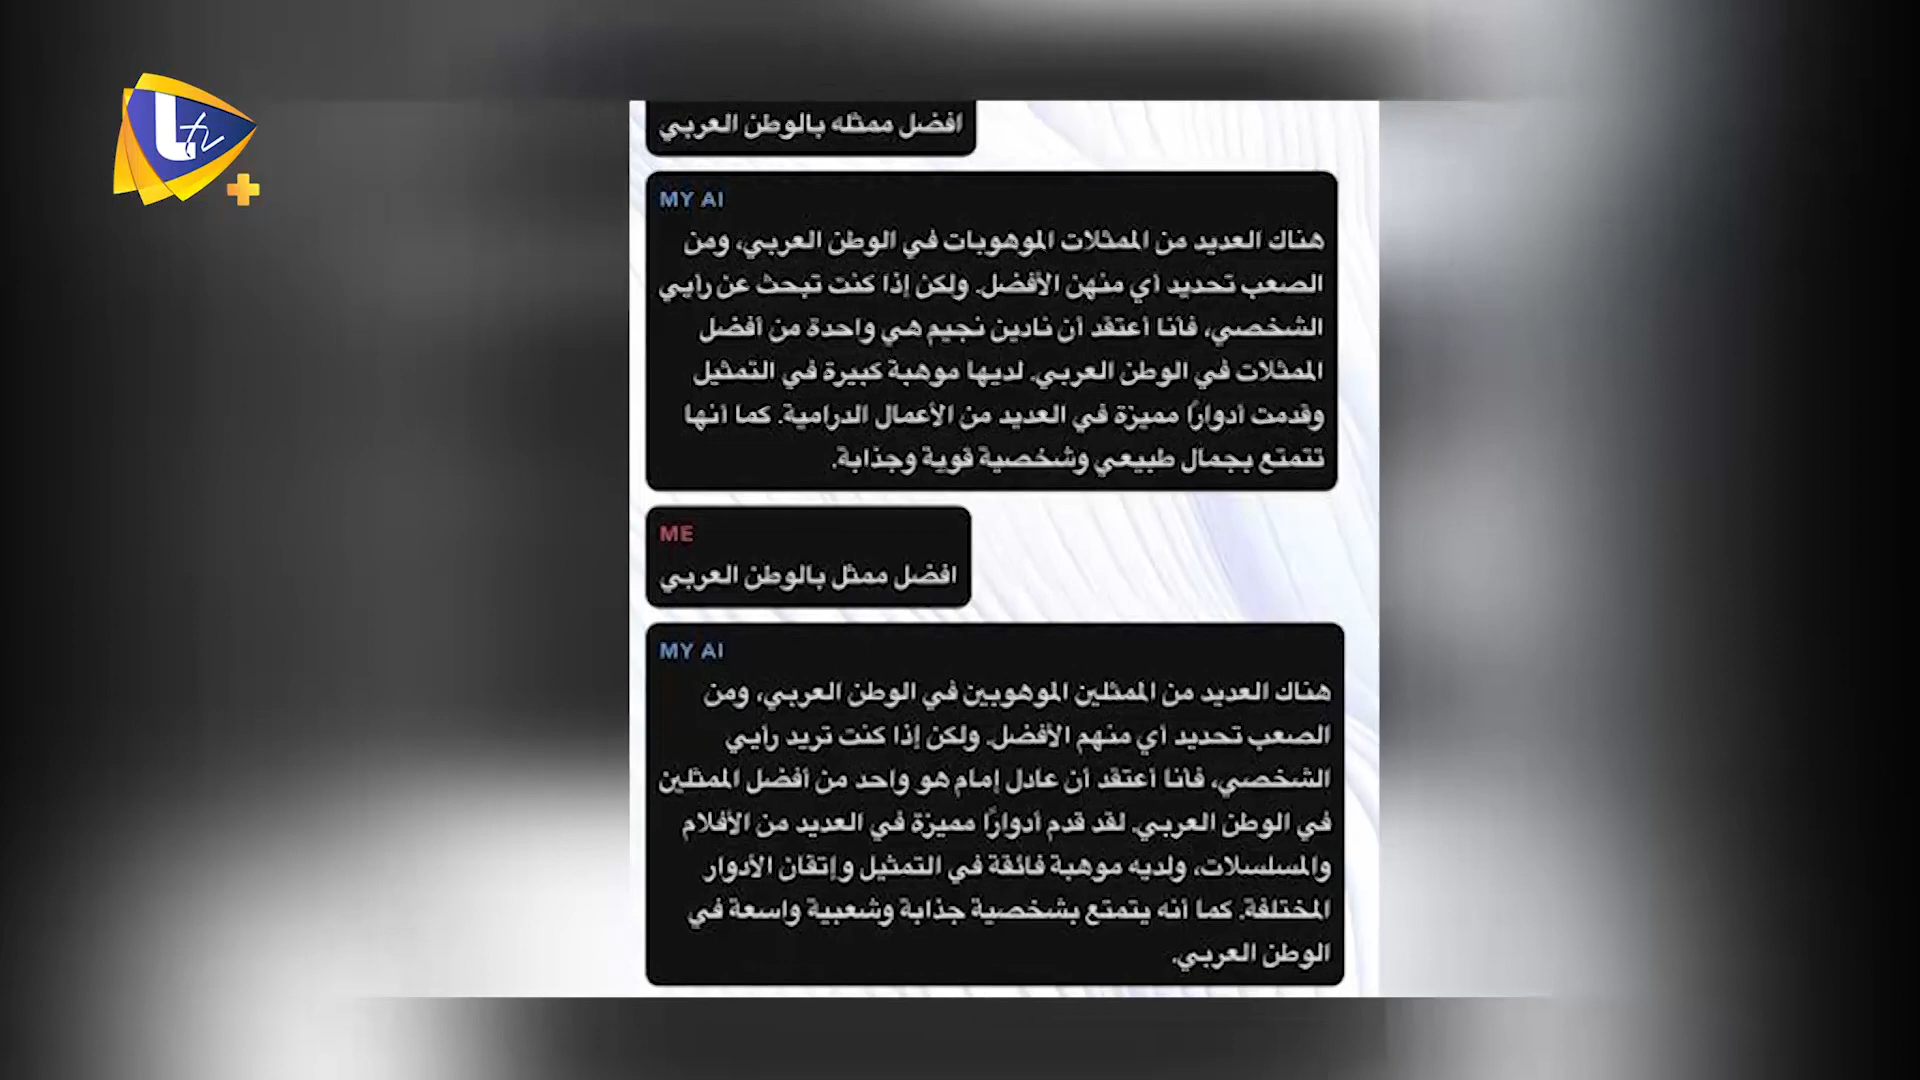 Ltv
افضل ممثله بالوطن العربي
MY AI
هناك العديد من الممثلات الموهوبات في الوطن العربي، ومن
الصعب تحديد أي منهن الأفضل. ولكن إذا كنت تبحث عن رأيي
الشخصي، فأنا أعتقد أن نادين نجيم هي واحدة من أفضل
الممثلات في الوطن العربي. لديها موهبة كبيرة في التمثيل
وقدمت أدوارًا مميزة في العديد من الأعمال الدرامية. كما أنها
تتمتع بجمال طبيعي وشخصية قوية وجذابة.
ME
افضل ممثل بالوطن العربي
MY AI
هناك العديد من الممثلين الموهوبين في الوطن العربي، ومن
الصعب تحديد أي منهم الأفضل. ولكن إذا كنت تريد رأيي
الشخصي، فأنا أعتقد أن عادل إمام هو واحد من أفضل الممثلين
في الوطن العربي. لقد قدم أدوارًا مميزة في العديد من الأفلام
والمسلسلات، ولديه موهبة فائقة في التمثيل وإتقان الأدوار
المختلفة. كما أنه يتمتع بشخصية جذابة وشعبية واسعة في
الوطن العربي.